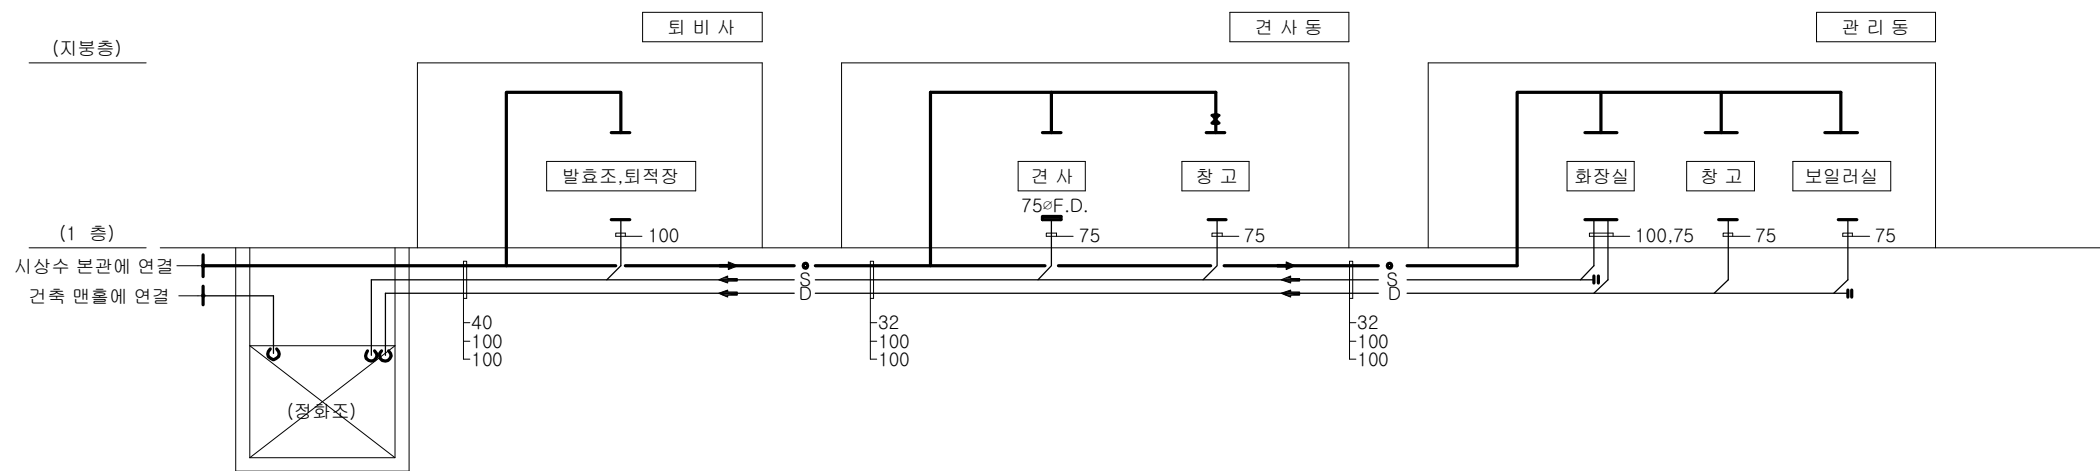 퇴 비 사
견 사 동
관 리 동
(지붕층)
발효조,퇴적장
견 사
창 고
화장실
창 고
보일러실
75⌀F.D.
(1 층)
100
75
75
100,75
75
75
시상수 본관에 연결
S
S
건축 맨홀에 연결
D
D
40
100
100
32
100
100
32
100
100
(정화조)